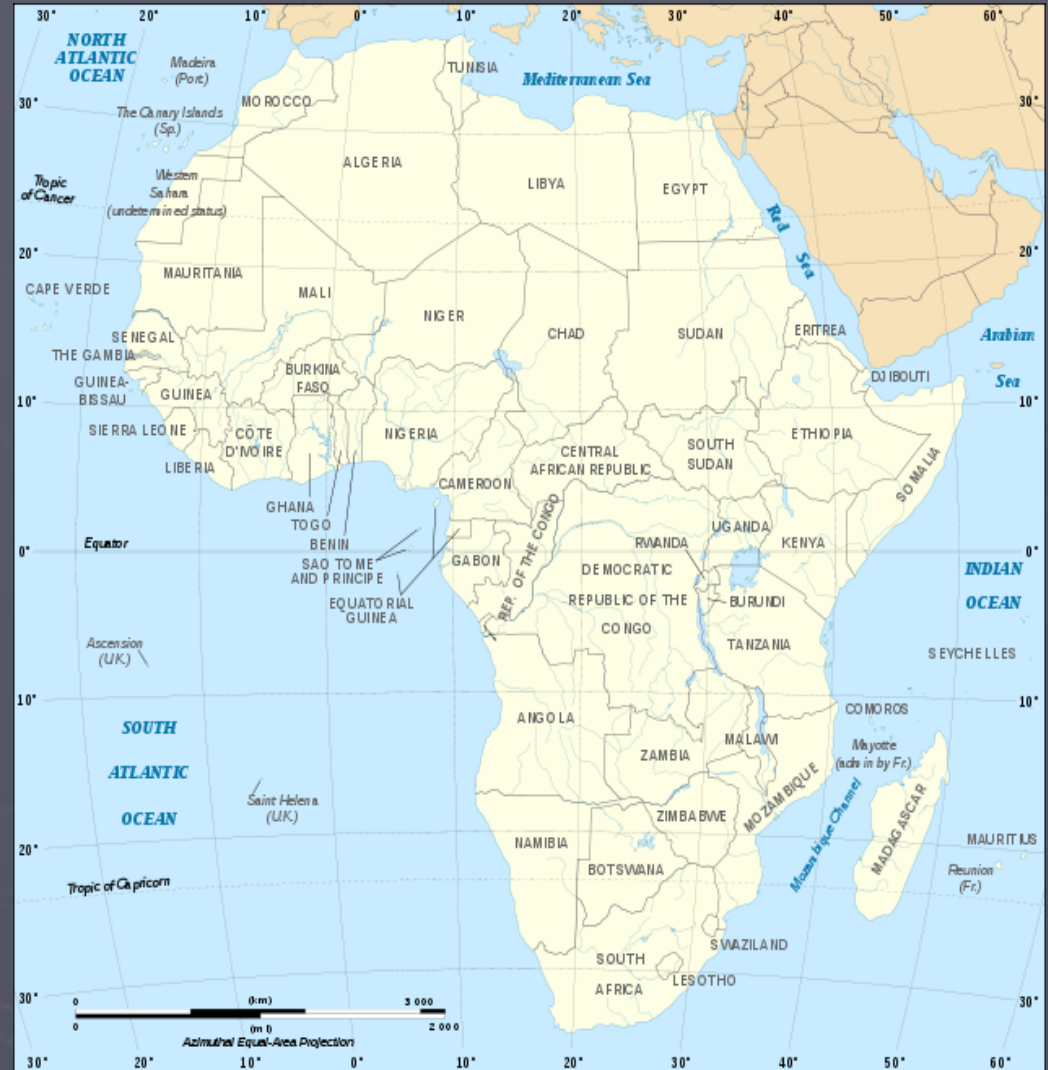 30° 20° 10° 0° 10° 20° 30° 40° 50° 60°
NORTH
ATLANTIC
OCEAN
Madeira
(Port.)
TUNISIA
Mediterranean Sea
30°
MOROCCO
30°
The Canary Islands
(Sp.)
ALGERIA
LIBYA
EGYPT
Tropic
of Cancer
Western
Sahara
(undetermined status)
Red
Sea
20°
20°
MAURITANIA
CAPE VERDE
MALI
NIGER
CHAD
SUDAN
ERITREA
Arabian
Sea
SENEGAL
THE GAMBIA
GUINEA-
BISSAU
BURKINA
FASO
DJIBOUTI
10°
GUINEA
10°
SIERRA LEONE
CÔTE
D'IVOIRE
NIGERIA
CENTRAL
AFRICAN REPUBLIC
SOUTH
SUDAN
ETHIOPIA
LIBERIA
CAMEROON
SOMALIA
GHANA
TOGO
BENIN
Equator
0°
SAO TOME
AND PRINCIPE
GABON
REP. OF THE CONGO
RWANDA
UGANDA
KENYA
0°
EQUATORIAL
GUINEA
DEMOCRATIC
REPUBLIC OF THE
CONGO
BURUNDI
INDIAN
OCEAN
Ascension
(U.K.)
TANZANIA
SEYCHELLES
10°
10°
SOUTH
ATLANTIC
OCEAN
ANGOLA
COMOROS
ZAMBIA
MALAWI
Mayotte
(admin by Fr.)
Saint Helena
(U.K.)
ZIMBABWE
MOZAMBIQUE
Mozambique Channel
MADAGASCAR
MAURITIUS
20°
20°
NAMIBIA
BOTSWANA
Reunion
(Fr.)
Tropic of Capricorn
SWAZILAND
SOUTH
AFRICA
LESOTHO
30°
30°
0 (km) 3 000
0 (mi) 2 000
Azimuthal Equal-Area Projection
30° 20° 10° 0° 10° 20° 30° 40° 50° 60°